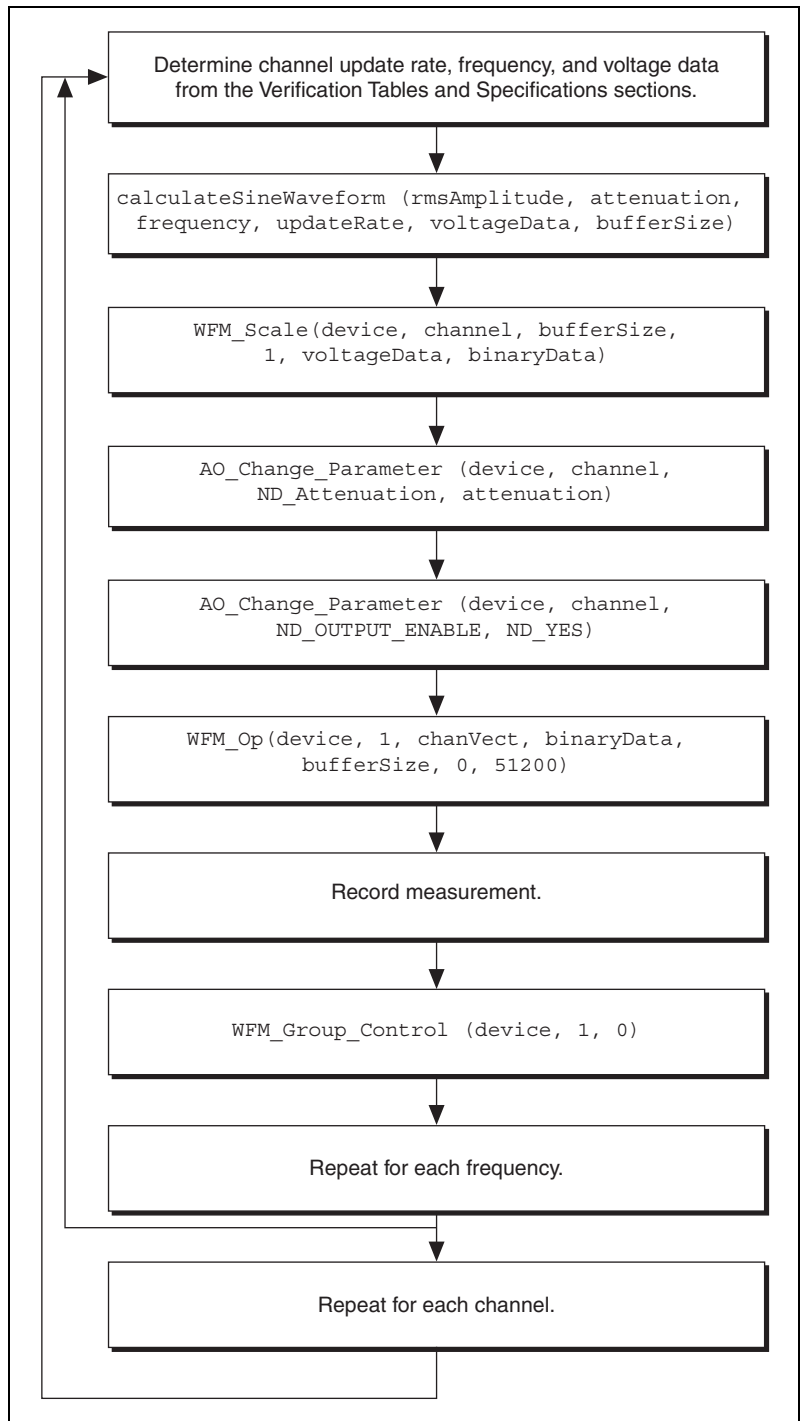 Determine channel update rate, frequency, and voltage data
from the Verification Tables and Specifications sections.
calculateSineWaveform (rmsAmplitude, attenuation,
frequency, updateRate, voltageData, bufferSize)
WFM_Scale(device, channel, bufferSize,
1, voltageData, binaryData)
AO_Change_Parameter (device, channel,
ND_Attenuation, attenuation)
AO_Change_Parameter (device, channel,
ND_OUTPUT_ENABLE, ND_YES)
WFM_Op(device, 1, chanVect, binaryData,
bufferSize, 0, 51200)
Record measurement.
WFM_Group_Control (device, 1, 0)
Repeat for each frequency.
Repeat for each channel.